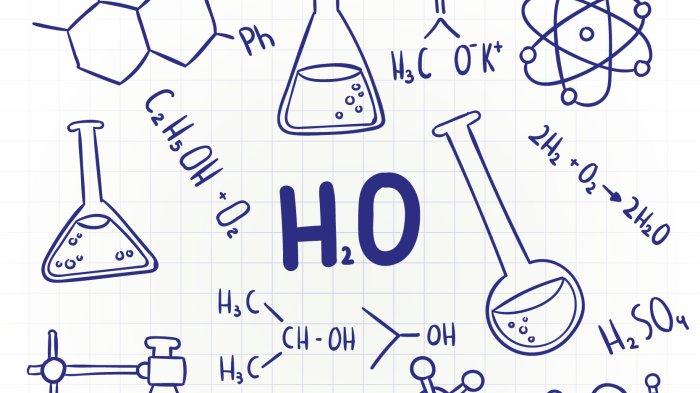 Ph
H₃C O⁻K⁺
C₂H₅OH + O₂
2H₂ + O₂ → 2H₂O
H₂O
H₃C
CH - OH
OH
H₃C
H₂SO₄